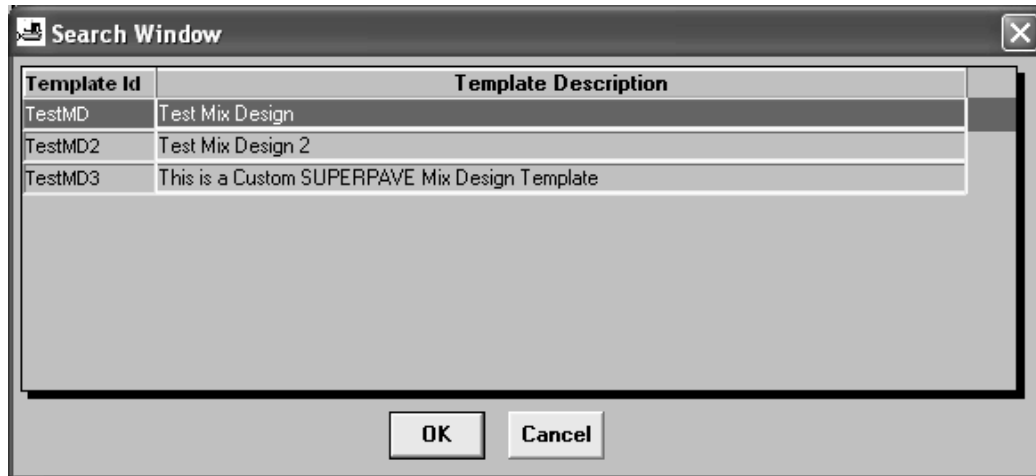 Search Window
Template Id Template Description
TestMD Test Mix Design
TestMD2 Test Mix Design 2
TestMD3 This is a Custom SUPERPAVE Mix Design Template
OK Cancel